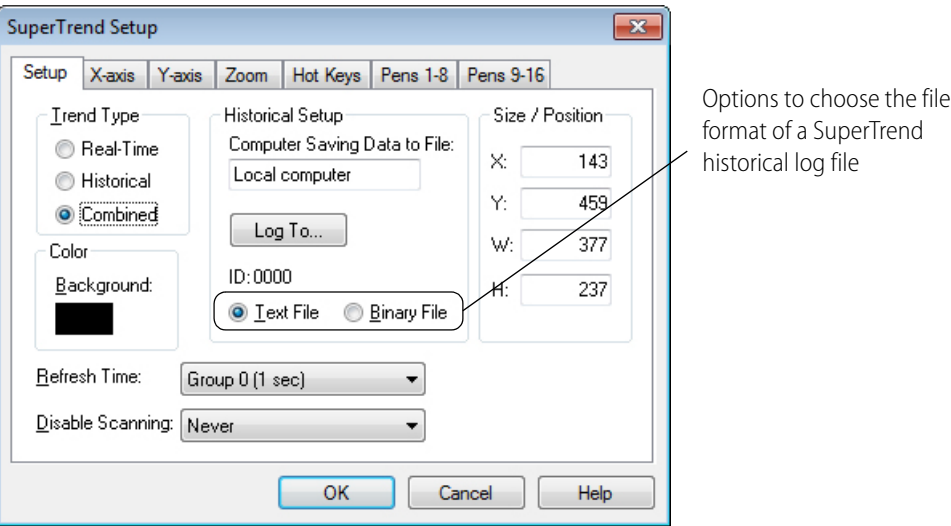 SuperTrend Setup
Setup X-axis Y-axis Zoom Hot Keys Pens 1-8 Pens 9-16
Trend Type
Real-Time
Historical
Combined
Color
Background:
Historical Setup
Computer Saving Data to File:
Local computer
Log To...
ID: 0000
Text File Binary File
Size / Position
X: 143
Y: 459
W: 377
H: 237
Refresh Time: Group 0 (1 sec)
Disable Scanning: Never
OK Cancel Help
Options to choose the file
format of a SuperTrend
historical log file